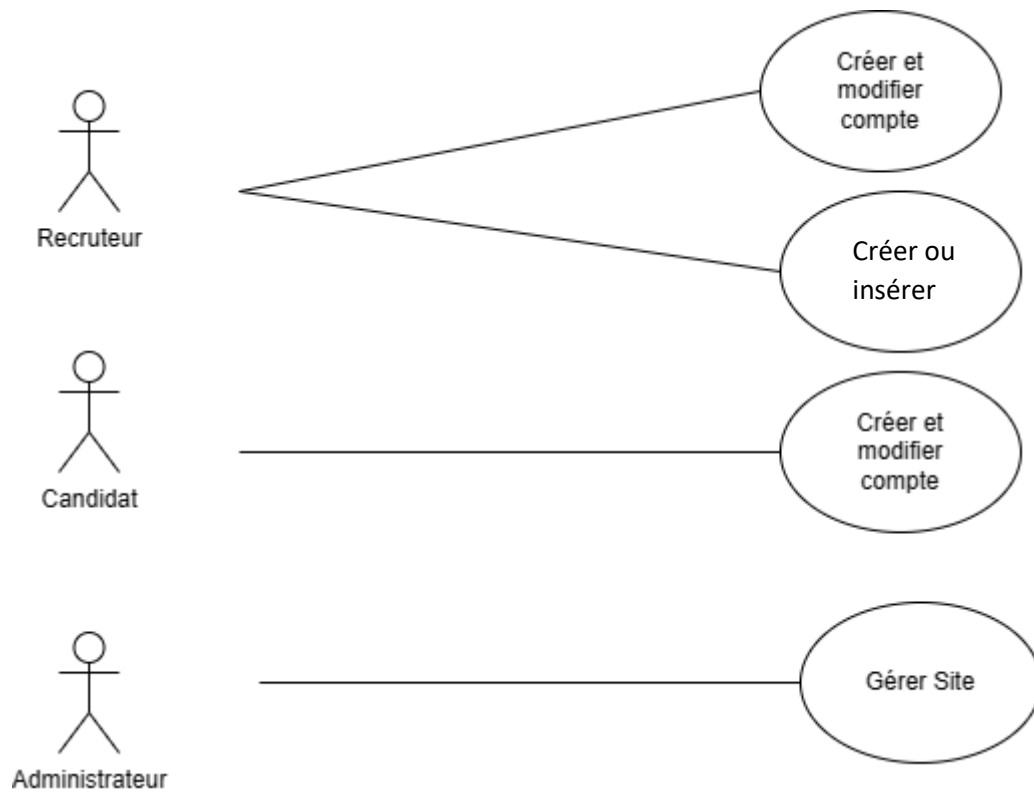 Créer et
modifier
compte
Recruteur
Créer ou
insérer
Créer et
modifier
compte
Candidat
Gérer Site
Administrateur